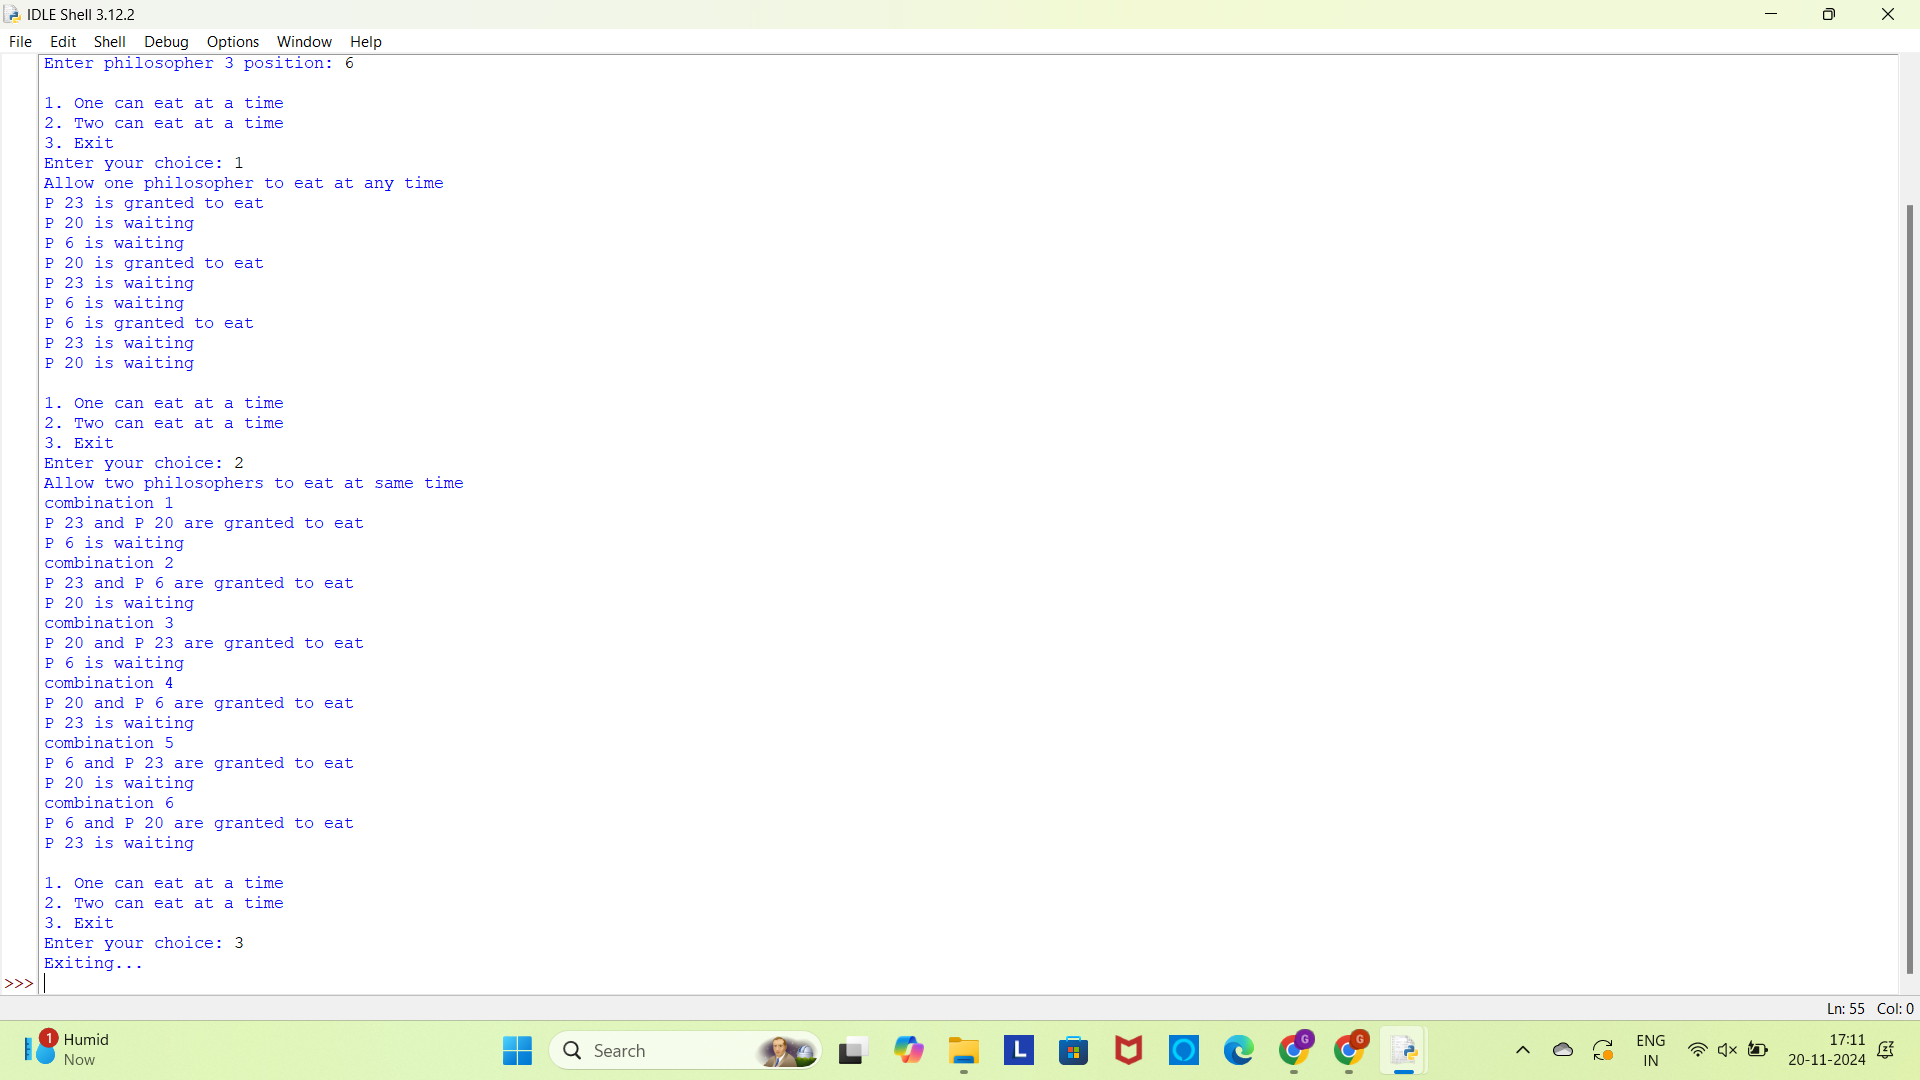 IDLE Shell 3.12.2
File Edit Shell Debug Options Window Help
Enter philosopher 3 position: 6
1. One can eat at a time
2. Two can eat at a time
3. Exit
Enter your choice: 1
Allow one philosopher to eat at any time
P 23 is granted to eat
P 20 is waiting
P 6 is waiting
P 20 is granted to eat
P 23 is waiting
P 6 is waiting
P 6 is granted to eat
P 23 is waiting
P 20 is waiting
1. One can eat at a time
2. Two can eat at a time
3. Exit
Enter your choice: 2
Allow two philosophers to eat at same time
combination 1
P 23 and P 20 are granted to eat
P 6 is waiting
combination 2
P 23 and P 6 are granted to eat
P 20 is waiting
combination 3
P 20 and P 23 are granted to eat
P 6 is waiting
combination 4
P 20 and P 6 are granted to eat
P 23 is waiting
combination 5
P 6 and P 23 are granted to eat
P 20 is waiting
combination 6
P 6 and P 20 are granted to eat
P 23 is waiting
1. One can eat at a time
2. Two can eat at a time
3. Exit
Enter your choice: 3
Exiting...
>>>
Ln: 55 Col: 0
1 Humid
Now
Search
L
G
G
ENG
IN
17:11
20-11-2024